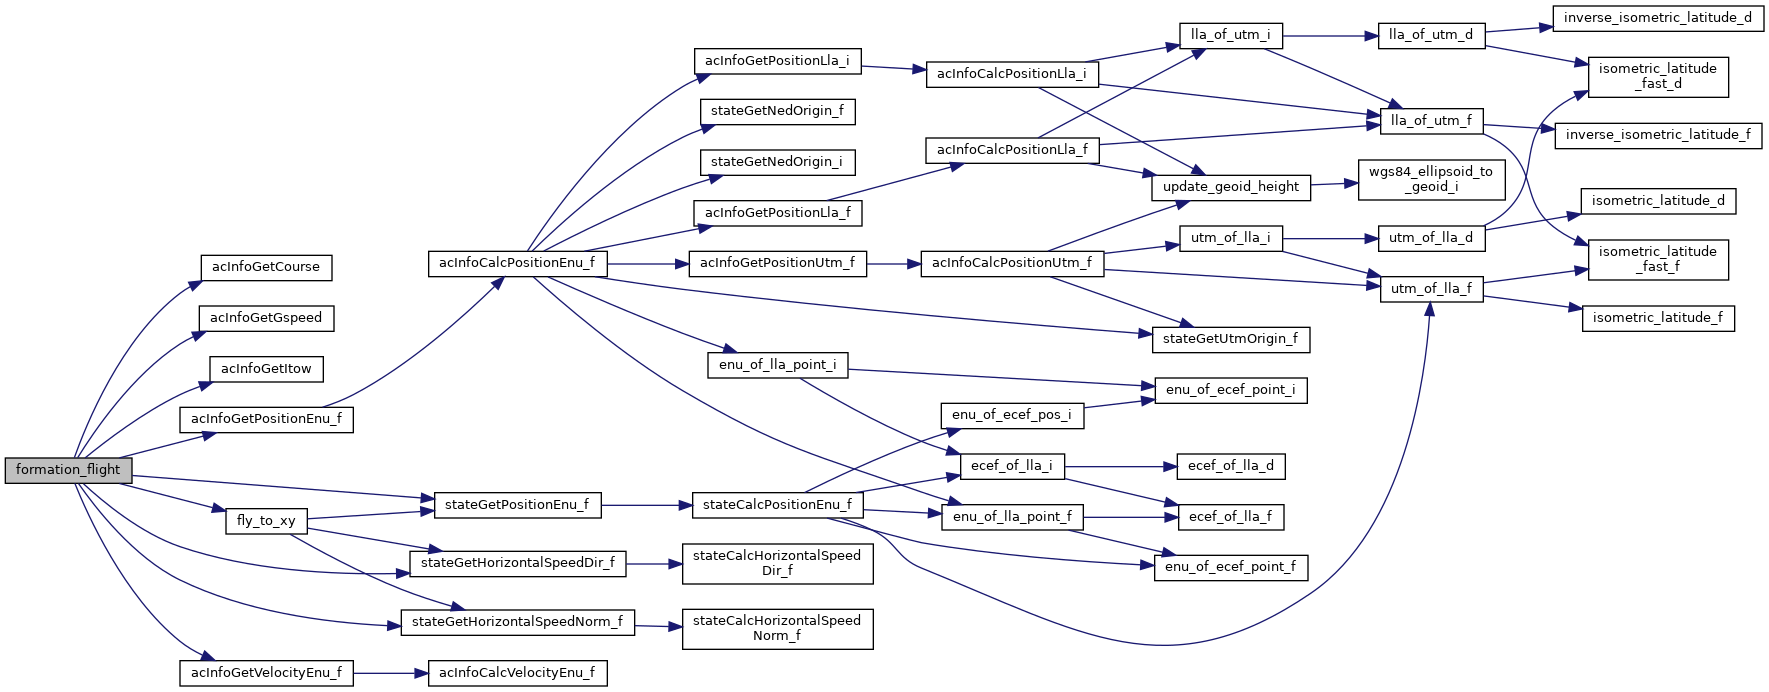 formation_flight
acInfoGetCourse
acInfoGetGspeed
acInfoGetItow
acInfoGetPositionEnu_f
fly_to_xy
acInfoGetVelocityEnu_f
acInfoCalcPositionEnu_f
stateGetPositionEnu_f
stateGetHorizontalSpeedDir_f
stateGetHorizontalSpeedNorm_f
acInfoCalcVelocityEnu_f
acInfoGetPositionLla_i
stateGetNedOrigin_f
stateGetNedOrigin_i
acInfoGetPositionLla_f
acInfoGetPositionUtm_f
enu_of_lla_point_i
stateCalcPositionEnu_f
stateCalcHorizontalSpeed
Dir_f
stateCalcHorizontalSpeed
Norm_f
acInfoCalcPositionLla_i
acInfoCalcPositionLla_f
acInfoCalcPositionUtm_f
enu_of_ecef_pos_i
ecef_of_lla_i
enu_of_lla_point_f
lla_of_utm_i
update_geoid_height
utm_of_lla_i
stateGetUtmOrigin_f
enu_of_ecef_point_i
ecef_of_lla_d
ecef_of_lla_f
enu_of_ecef_point_f
lla_of_utm_d
lla_of_utm_f
wgs84_ellipsoid_to
_geoid_i
utm_of_lla_d
utm_of_lla_f
inverse_isometric_latitude_d
isometric_latitude
_fast_d
inverse_isometric_latitude_f
isometric_latitude_d
isometric_latitude
_fast_f
isometric_latitude_f